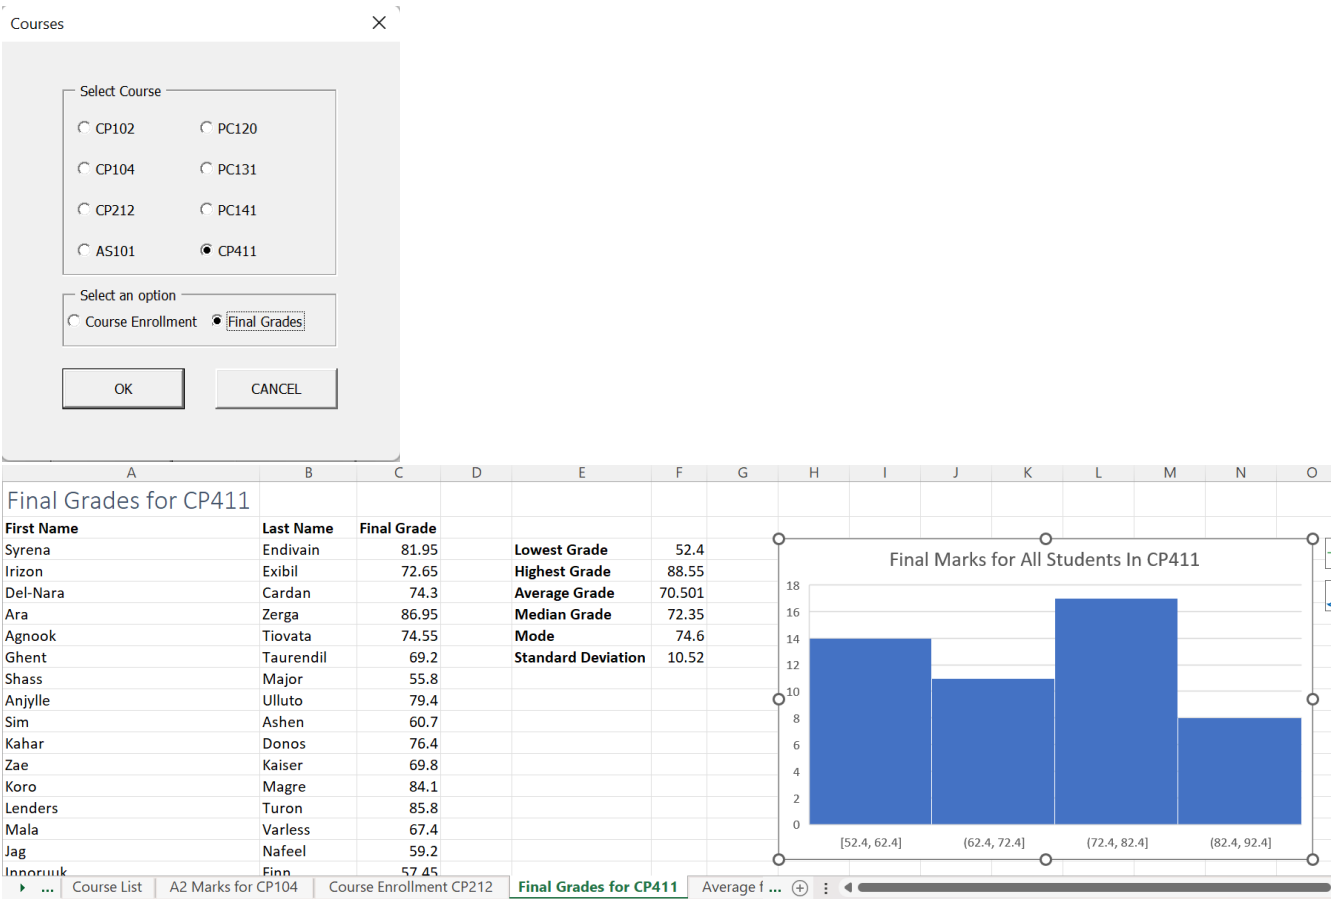 Courses
Select Course
CP102 PC120
CP104 PC131
CP212 PC141
AS101 CP411
Select an option
Course Enrollment Final Grades
OK CANCEL
A B C D E F G H I J K L M N O
Final Grades for CP411
First Name Last Name Final Grade
Syrena Endivain 81.95 Lowest Grade 52.4
Irizon Exibil 72.65 Highest Grade 88.55
Del-Nara Cardan 74.3 Average Grade 70.501
Ara Zerga 86.95 Median Grade 72.35
Agnook Tiovata 74.55 Mode 74.6
Ghent Taurendil 69.2 Standard Deviation 10.52
Shass Major 55.8
Anjylle Ulluto 79.4
Sim Ashen 60.7
Kahar Donos 76.4
Zae Kaiser 69.8
Koro Magre 84.1
Lenders Turon 85.8
Mala Varless 67.4
Jag Nafeel 59.2
Innoruuk Finn 57.45
Final Marks for All Students In CP411
18
16
14
12
10
8
6
4
2
0
[52.4, 62.4] (62.4, 72.4] (72.4, 82.4] (82.4, 92.4]
... Course List A2 Marks for CP104 Course Enrollment CP212 Final Grades for CP411 Average f ...